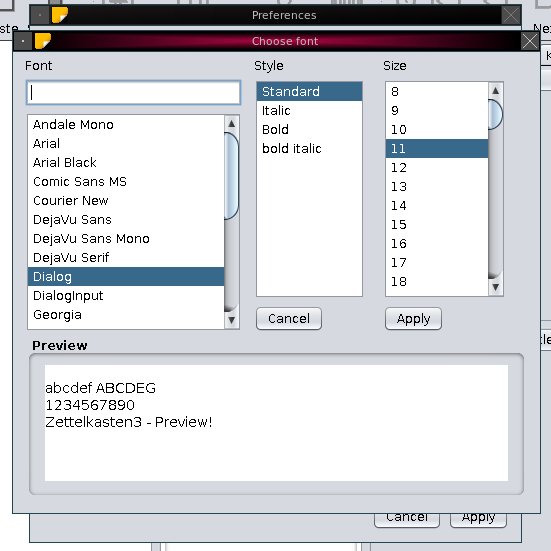 Preferences
Choose font
Font
Style
Size
Andale Mono
Arial
Arial Black
Comic Sans MS
Courier New
DejaVu Sans
DejaVu Sans Mono
DejaVu Serif
Dialog
DialogInput
Georgia
Standard
Italic
Bold
bold italic
8
9
10
11
12
13
14
15
16
17
18
Cancel
Apply
Preview
abcdef ABCDEG
1234567890
Zettelkasten3 - Preview!
Cancel
Apply